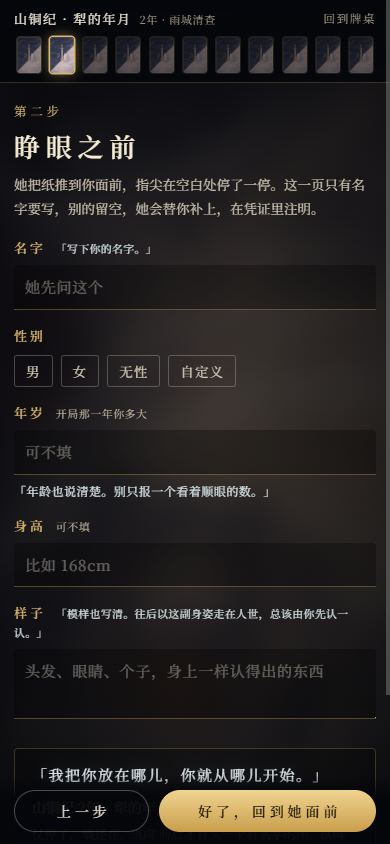 山铜纪·犁的年月 2年·雨城清查 回到牌桌
第二步
睁眼之前
她把纸推到你面前，指尖在空白处停了一停。这一页只有名
字要写，别的留空，她会替你补上，在凭证里注明。
名字 「写下你的名字。」
她先问这个
性别
男 女 无性 自定义
年岁 开局那一年你多大
可不填
「年龄也说清楚。别只报一个看着顺眼的数。」
身高 可不填
比如 168cm
样子 「模样也写清。往后以这副身姿走在人世，总该由你先认一
认。」
头发、眼睛、个子，身上一样认得出的东西
「我把你放在哪儿，你就从哪儿开始。」
上一步 好了，回到她面前